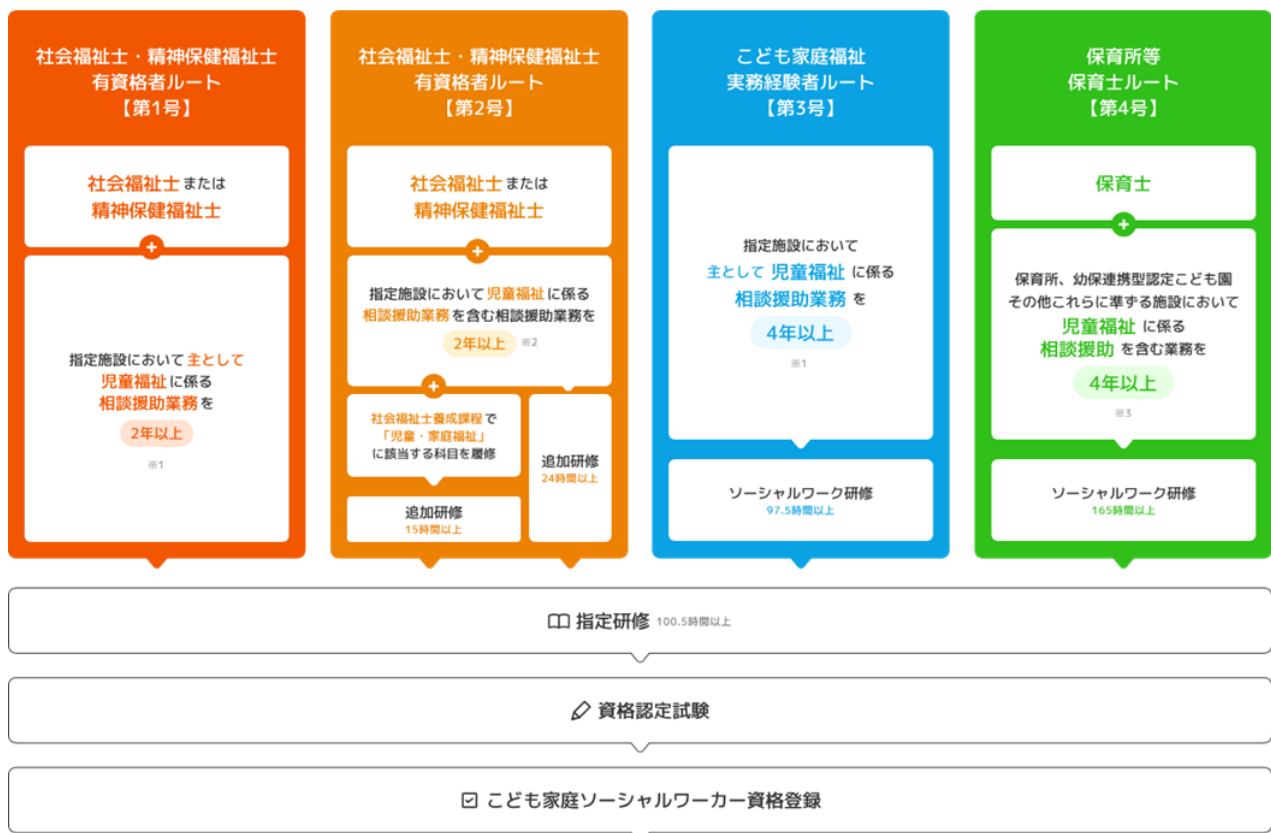 社会福祉士・精神保健福祉士
有資格者ルート
【第1号】
社会福祉士 または
精神保健福祉士
+
指定施設において 主として
児童福祉 に係る
相談援助業務 を
2年以上
※1
社会福祉士・精神保健福祉士
有資格者ルート
【第2号】
社会福祉士 または
精神保健福祉士
+
指定施設において 児童福祉 に係る
相談援助業務 を含む相談援助業務を
2年以上 ※2
+
社会福祉士養成課程 で
「児童・家庭福祉」
に該当する科目を履修
追加研修
15時間以上
追加研修
24時間以上
こども家庭福祉
実務経験者ルート
【第3号】
指定施設において
主として 児童福祉 に係る
相談援助業務 を
4年以上
※1
ソーシャルワーク研修
97.5時間以上
保育所等
保育士ルート
【第4号】
保育士
+
保育所、幼保連携型認定こども園
その他これらに準ずる施設において
児童福祉 に係る
相談援助 を含む業務を
4年以上
※3
ソーシャルワーク研修
165時間以上
指定研修 100.5時間以上
資格認定試験
こども家庭ソーシャルワーカー資格登録